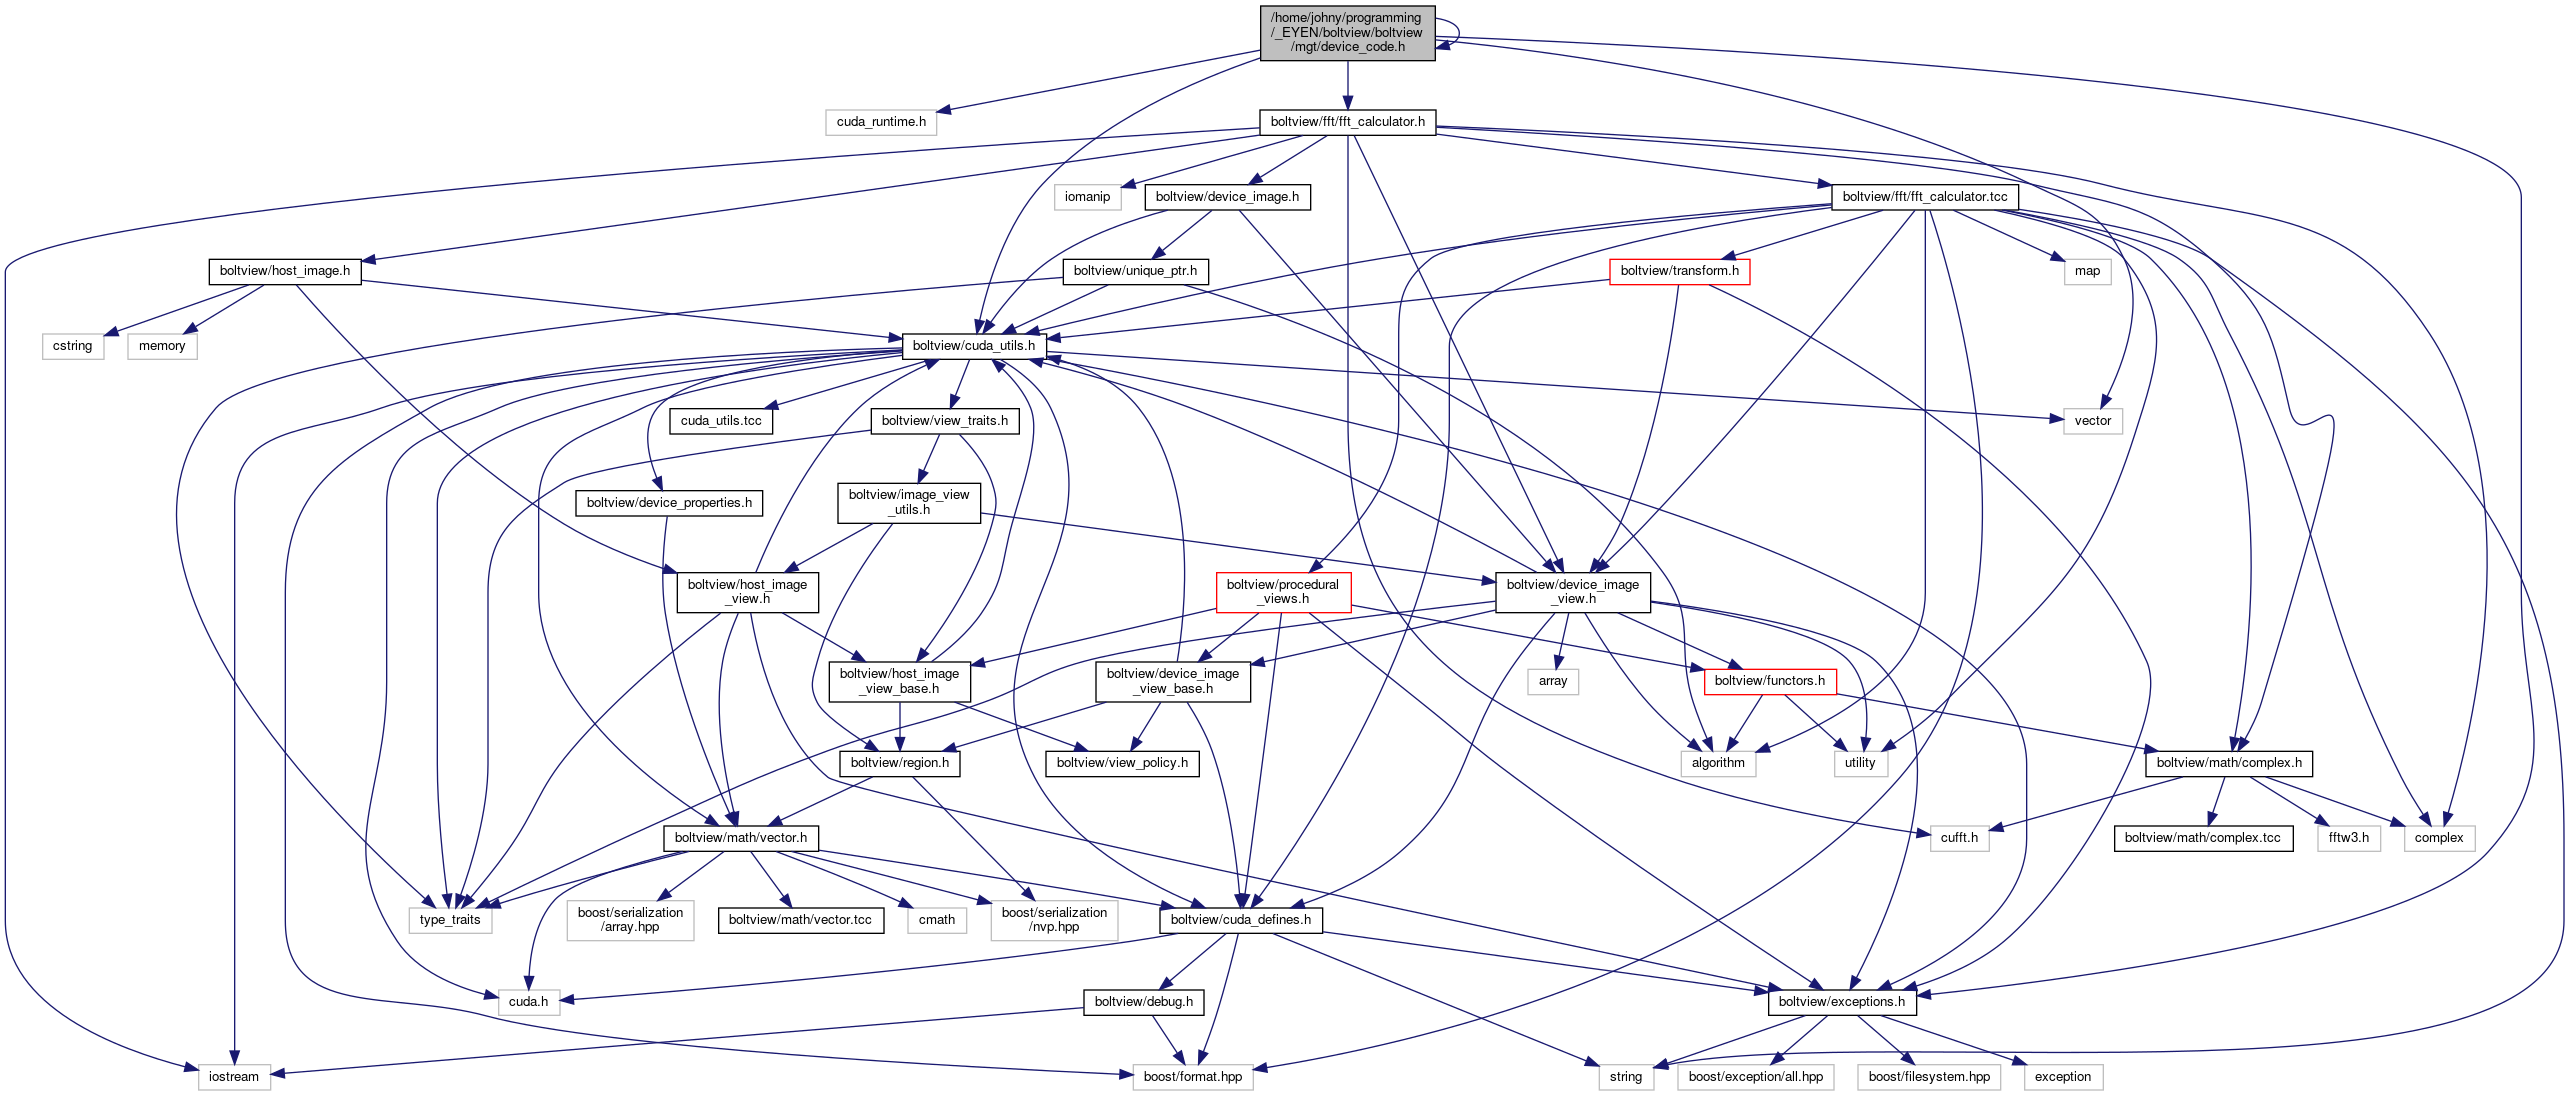 /home/johny/programming
/_EYEN/boltview/boltview
/mgt/device_code.h
cuda_runtime.h
boltview/fft/fft_calculator.h
iomanip
boltview/device_image.h
boltview/fft/fft_calculator.tcc
boltview/host_image.h
boltview/unique_ptr.h
boltview/transform.h
map
cstring
memory
boltview/cuda_utils.h
cuda_utils.tcc
boltview/view_traits.h
vector
boltview/device_properties.h
boltview/image_view
_utils.h
boltview/host_image
_view.h
boltview/procedural
_views.h
boltview/device_image
_view.h
boltview/host_image
_view_base.h
boltview/device_image
_view_base.h
array
boltview/functors.h
boltview/region.h
boltview/view_policy.h
algorithm
utility
boltview/math/complex.h
boltview/math/vector.h
cufft.h
boltview/math/complex.tcc
fftw3.h
complex
type_traits
boost/serialization
/array.hpp
boltview/math/vector.tcc
cmath
boost/serialization
/nvp.hpp
boltview/cuda_defines.h
cuda.h
boltview/debug.h
boltview/exceptions.h
iostream
boost/format.hpp
string
boost/exception/all.hpp
boost/filesystem.hpp
exception